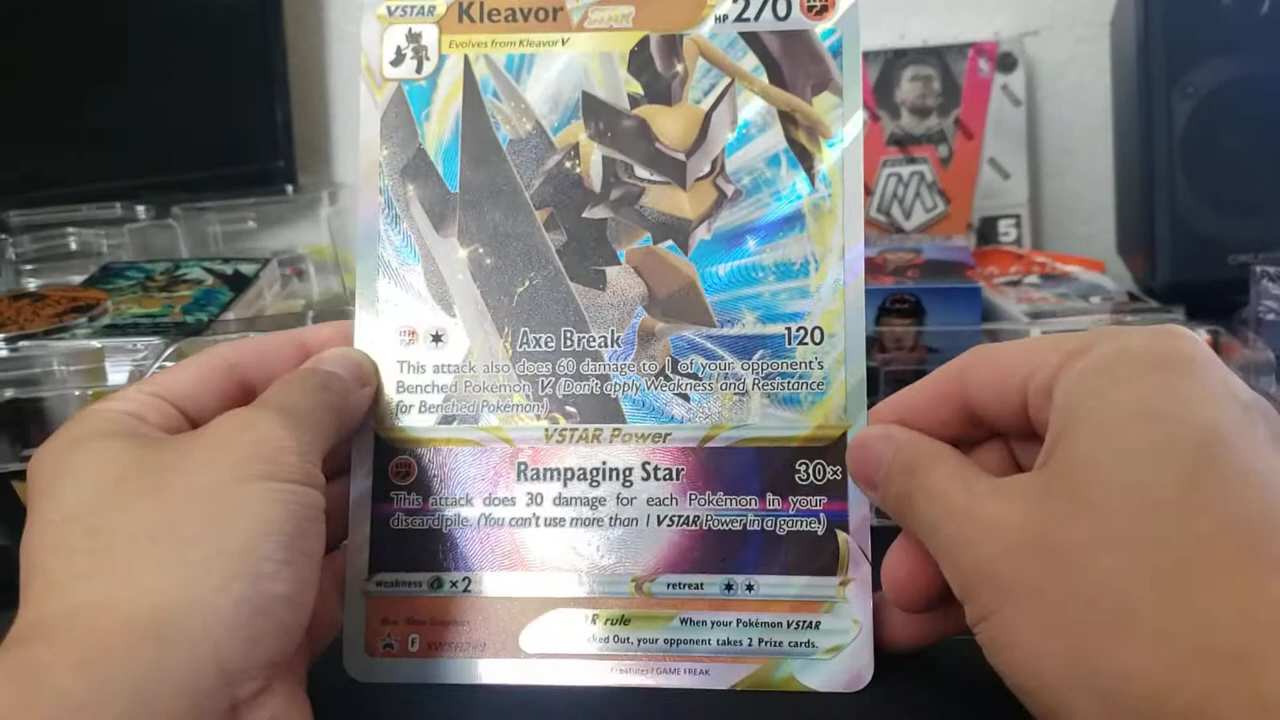 VSTAR Kleavor HP 270
Evolves from Kleavor V
Axe Break 120
This attack also does 60 damage to 1 of your opponent's
Benched Pokémon V. (Don't apply Weakness and Resistance
for Benched Pokémon.)
VSTAR Power
Rampaging Star 30×
This attack does 30 damage for each Pokémon in your
discard pile. (You can't use more than 1 VSTAR Power in a game.)
weakness ×2 retreat
R rule When your Pokémon VSTAR
cked Out, your opponent takes 2 Prize cards.
F
Creatures / GAME FREAK
M
5